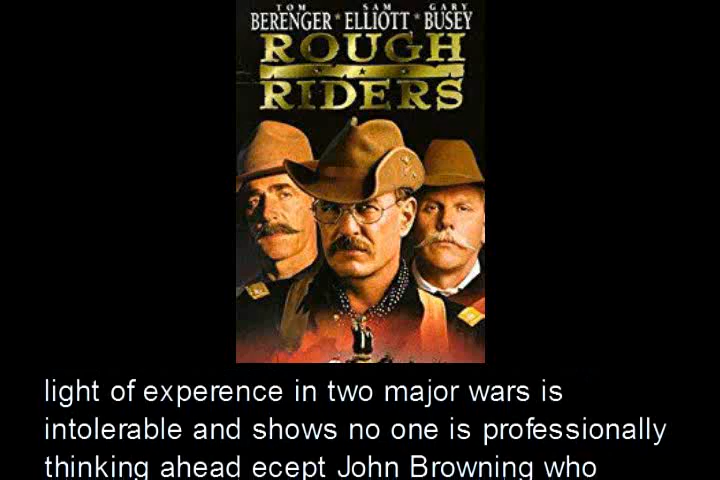 TOM SAM GARY
BERENGER * ELLIOTT * BUSEY
ROUGH
RIDERS
light of experence in two major wars is
intolerable and shows no one is professionally
thinking ahead ecept John Browning who